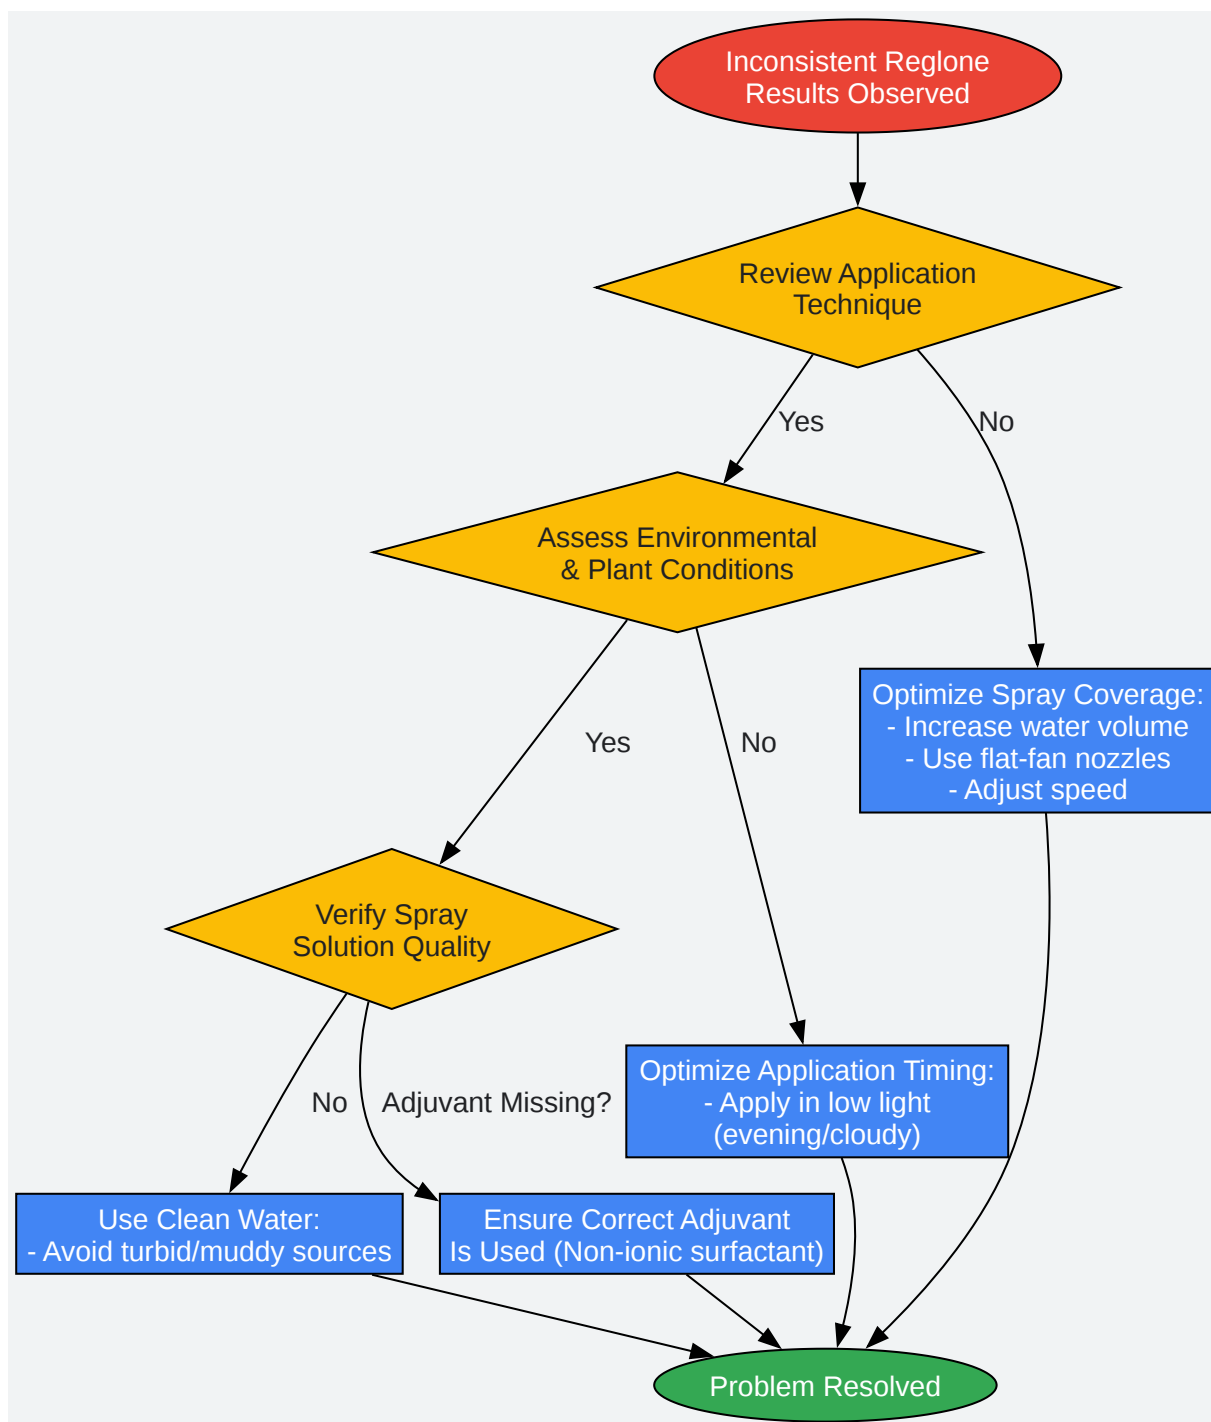 Inconsistent Reglone
Results Observed
Review Application
Technique
Yes
No
Assess Environmental
& Plant Conditions
Optimize Spray Coverage:
- Increase water volume
- Use flat-fan nozzles
- Adjust speed
Yes
No
Verify Spray
Solution Quality
Optimize Application Timing:
- Apply in low light
(evening/cloudy)
No
Adjuvant Missing?
Use Clean Water:
- Avoid turbid/muddy sources
Ensure Correct Adjuvant
Is Used (Non-ionic surfactant)
Problem Resolved